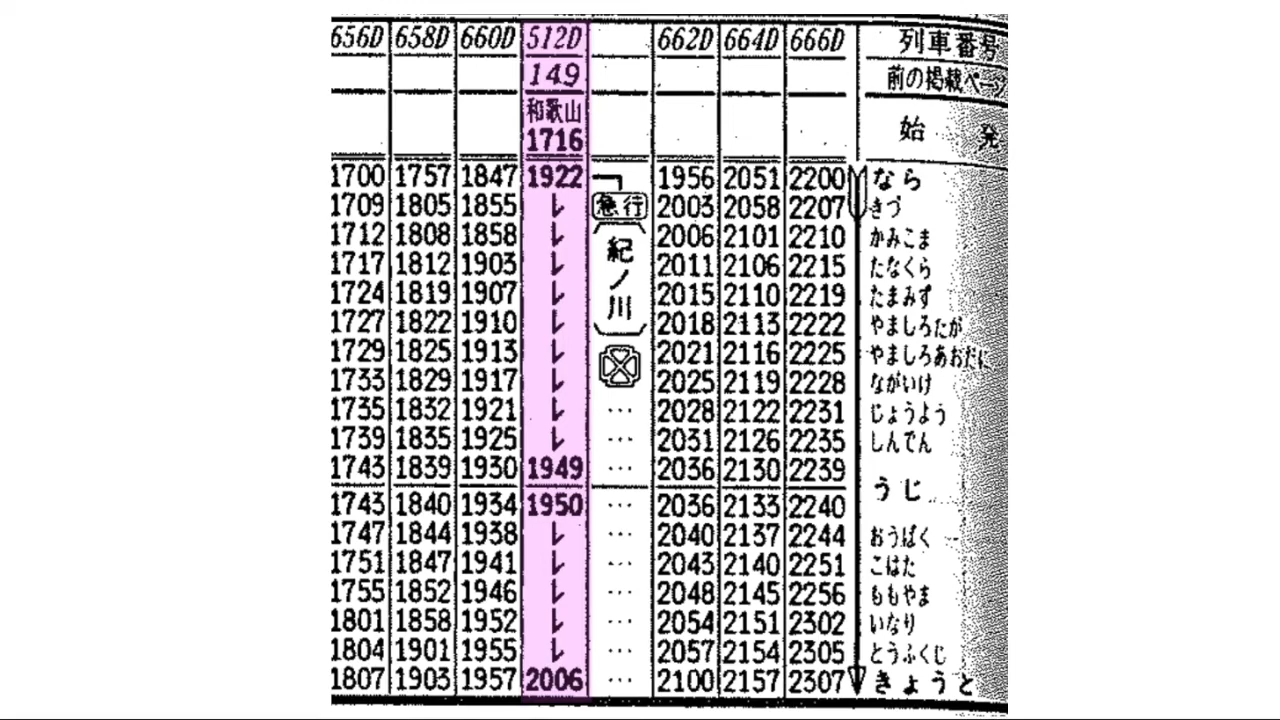 656D 658D 660D 512D 662D 664D 666D 列車番号
149 前の掲載ページ
和歌山 始 発
1716
1700 1757 1847 1922 1956 2051 2200 なら
1709 1805 1855 レ 急行 2003 2058 2207 きづ
1712 1808 1858 レ 紀ノ川 2006 2101 2210 かみこま
1717 1812 1903 レ 2011 2106 2215 たなくら
1724 1819 1907 レ 2015 2110 2219 たまみず
1727 1822 1910 レ 2018 2113 2222 やましろたが
1729 1825 1913 レ 2021 2116 2225 やましろあおだに
1733 1829 1917 レ 2025 2119 2228 ながいけ
1735 1832 1921 レ … 2028 2122 2231 じょうよう
1739 1835 1925 レ … 2031 2126 2235 しんでん
1743 1839 1930 1949 … 2036 2130 2239 うじ
1743 1840 1934 1950 … 2036 2133 2240
1747 1844 1938 レ … 2040 2137 2244 おうばく
1751 1847 1941 レ … 2043 2140 2251 こはた
1755 1852 1946 レ … 2048 2145 2256 ももやま
1801 1858 1952 レ … 2054 2151 2302 いなり
1804 1901 1955 レ … 2057 2154 2305 とうふくじ
1807 1903 1957 2006 … 2100 2157 2307 きょうと